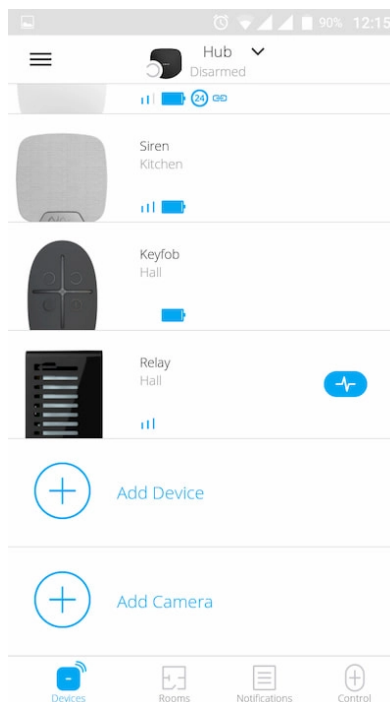 90% 12:15
Hub
Disarmed
24
Siren
Kitchen
Keyfob
Hall
Relay
Hall
Add Device
Add Camera
Devices
Rooms
Notifications
Control